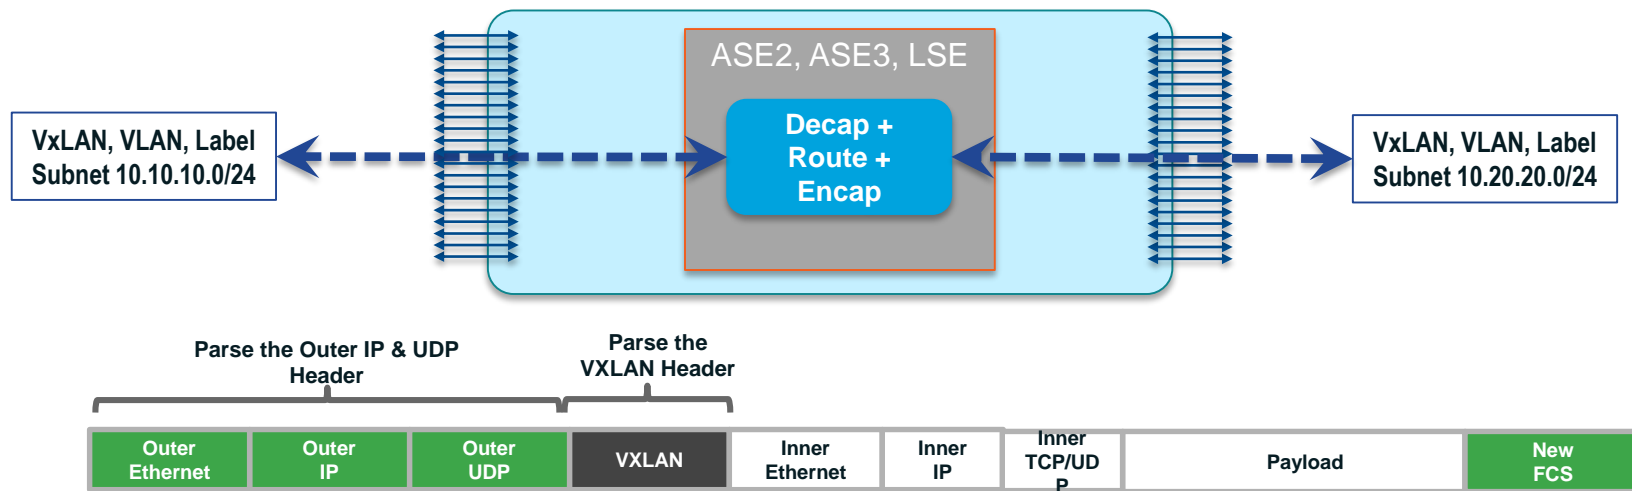 ASE2, ASE3, LSE
VxLAN, VLAN, Label
Subnet 10.10.10.0/24
Decap +
Route +
Encap
VxLAN, VLAN, Label
Subnet 10.20.20.0/24
Parse the Outer IP & UDP
Header
Parse the
VXLAN Header
Outer
Ethernet
Outer
IP
Outer
UDP
VXLAN
Inner
Ethernet
Inner
IP
Inner
TCP/UD
P
Payload
New
FCS